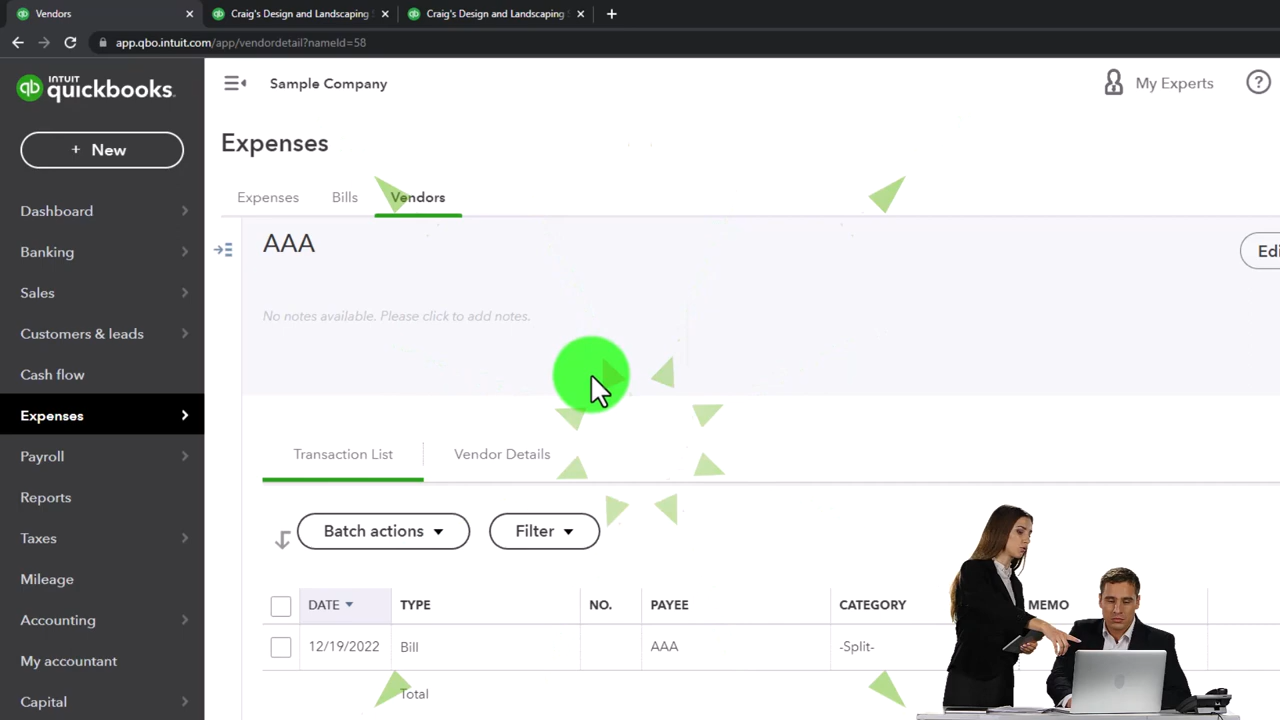 Vendors
Craig's Design and Landscaping
Craig's Design and Landscaping
app.qbo.intuit.com/app/vendordetail?nameId=58
qb INTUIT quickbooks.
Sample Company
My Experts
+ New
Expenses
Expenses Bills Vendors
Dashboard
Banking
Sales
Customers & leads
Cash flow
Expenses
Payroll
Reports
Taxes
Mileage
Accounting
My accountant
Capital
AAA
Edi
No notes available. Please click to add notes.
Transaction List Vendor Details
Batch actions Filter
DATE TYPE NO. PAYEE CATEGORY MEMO
12/19/2022 Bill AAA -Split-
Total